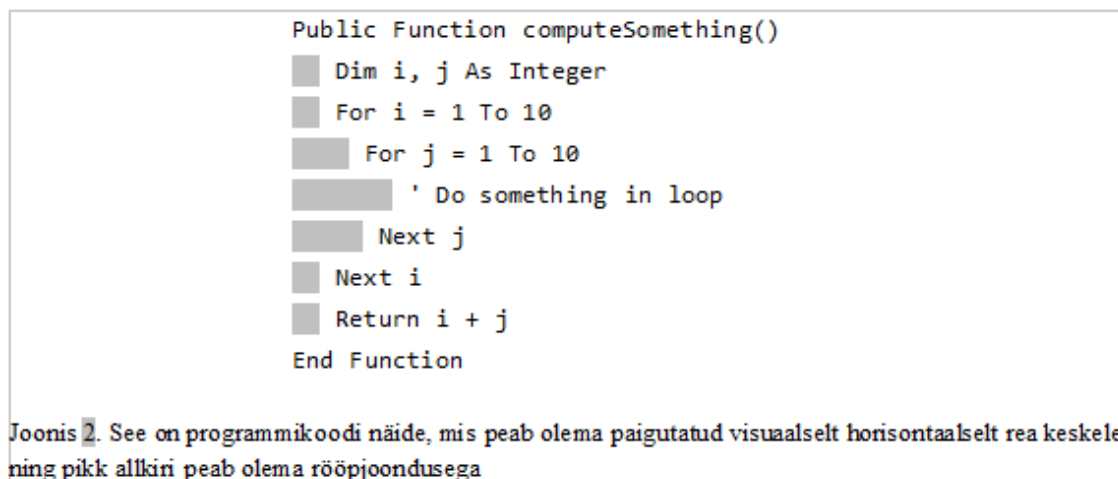 Public Function computeSomething()
Dim i, j As Integer
For i = 1 To 10
For j = 1 To 10
' Do something in loop
Next j
Next i
Return i + j
End Function
Joonis 2. See on programmikoodi näide, mis peab olema paigutatud visuaalselt horisontaalselt rea keskele
ning pikk allkiri peab olema rööpjoondusega